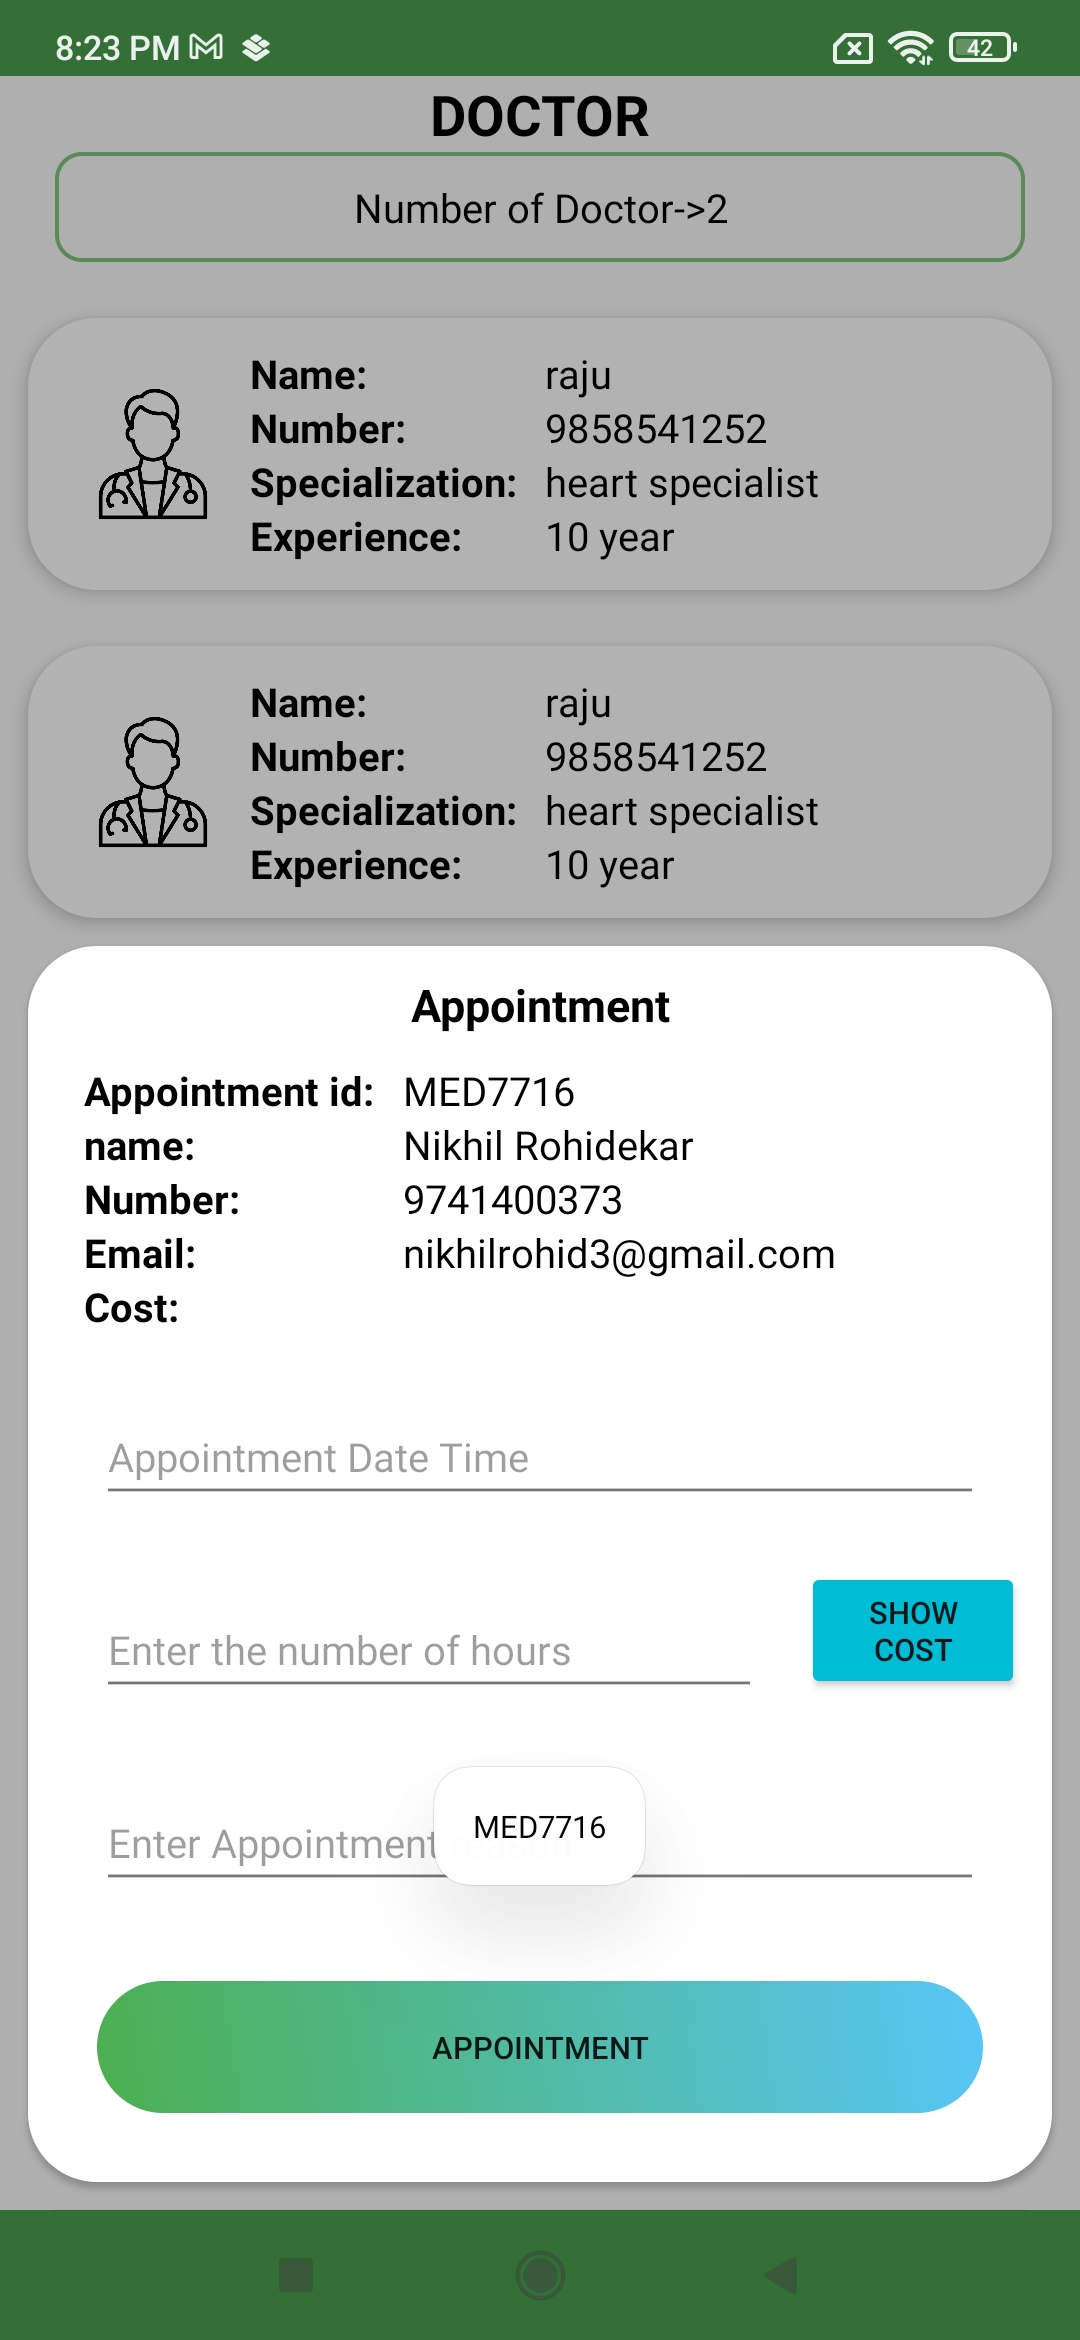 8:23 PM
42
DOCTOR
Number of Doctor->2
Name: raju
Number: 9858541252
Specialization: heart specialist
Experience: 10 year
Name: raju
Number: 9858541252
Specialization: heart specialist
Experience: 10 year
Appointment
Appointment id: MED7716
name: Nikhil Rohidekar
Number: 9741400373
Email: nikhilrohid3@gmail.com
Cost:
Appointment Date Time
Enter the number of hours
SHOW
COST
MED7716
Enter Appointment reason
APPOINTMENT